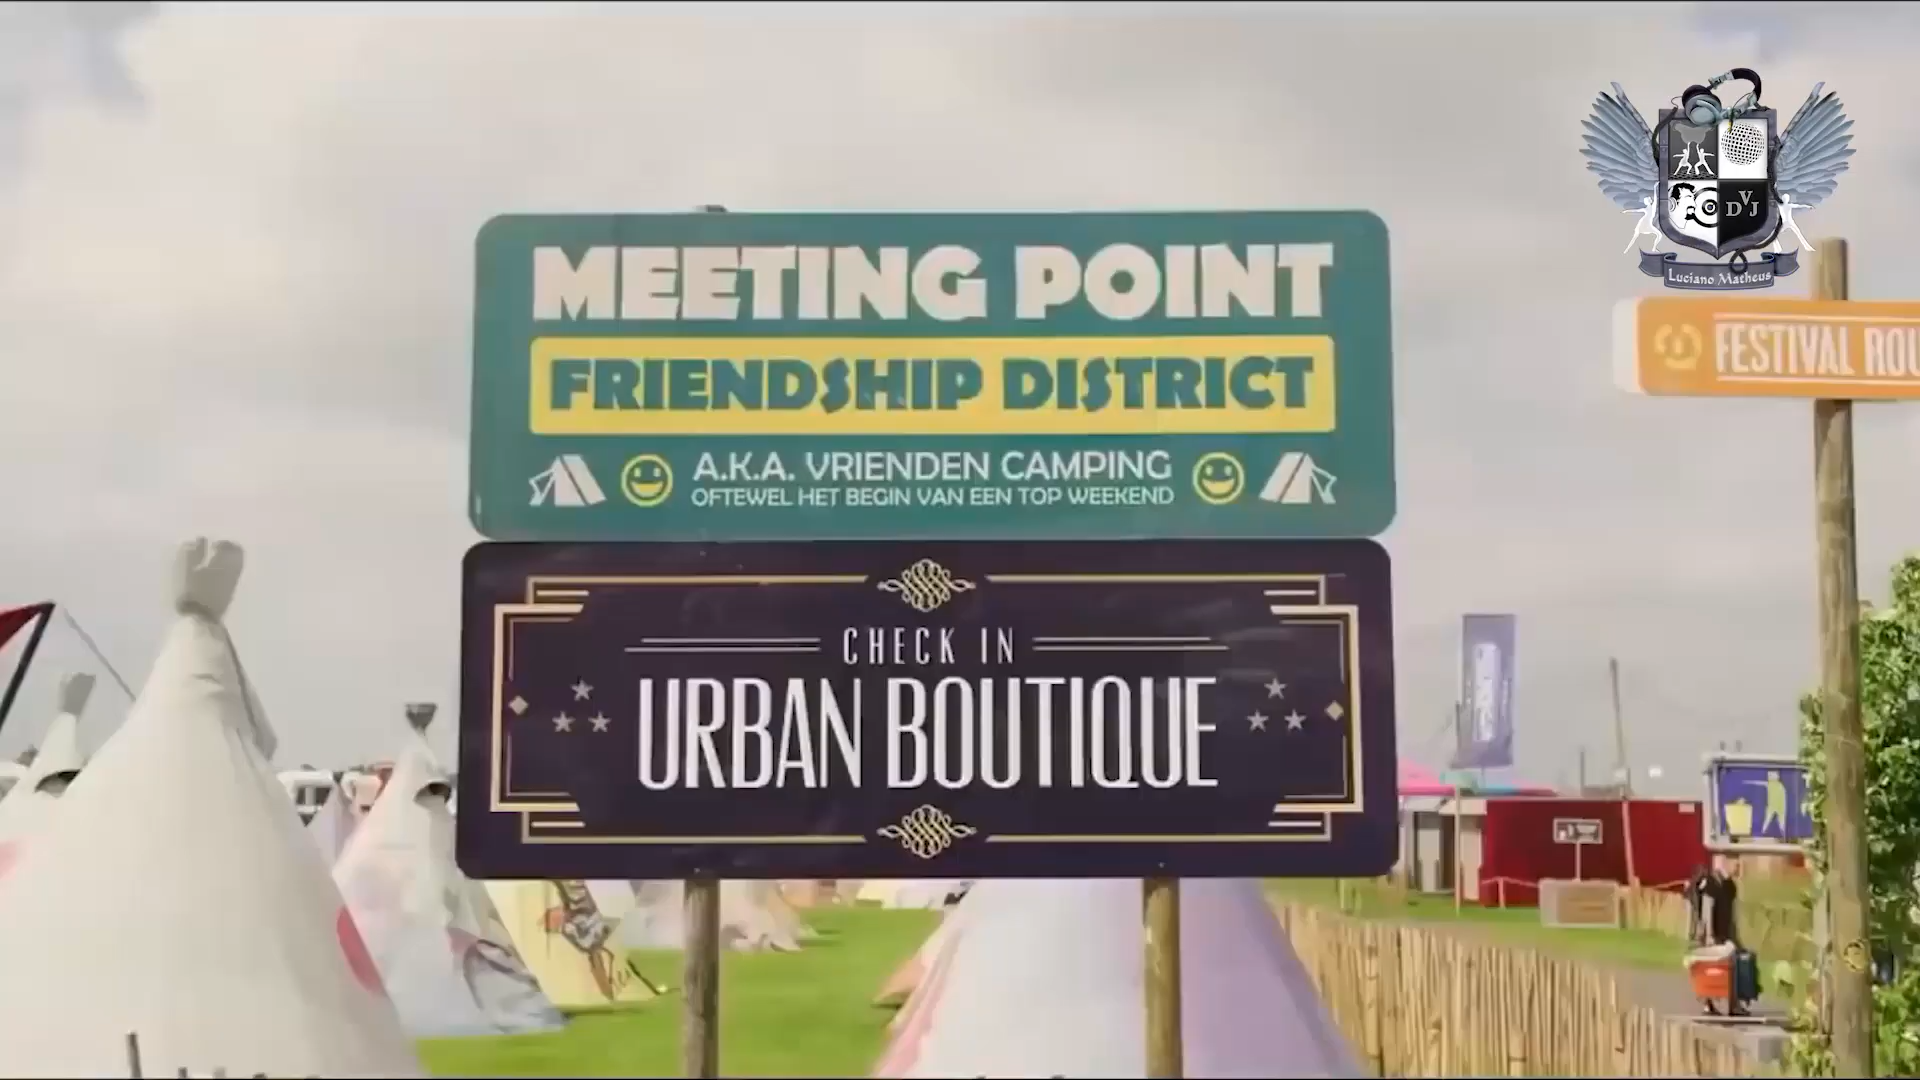 MEETING POINT
FRIENDSHIP DISTRICT
A.K.A. VRIENDEN CAMPING
OFTEWEL HET BEGIN VAN EEN TOP WEEKEND
CHECK IN
URBAN BOUTIQUE
DVJ
Luciano Matheus
FESTIVAL